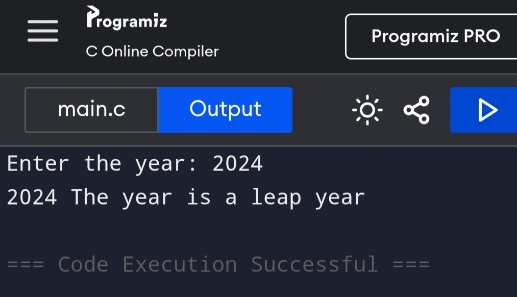 Programiz
C Online Compiler
Programiz PRO
main.c
Output
Enter the year: 2024
2024 The year is a leap year
=== Code Execution Successful ===